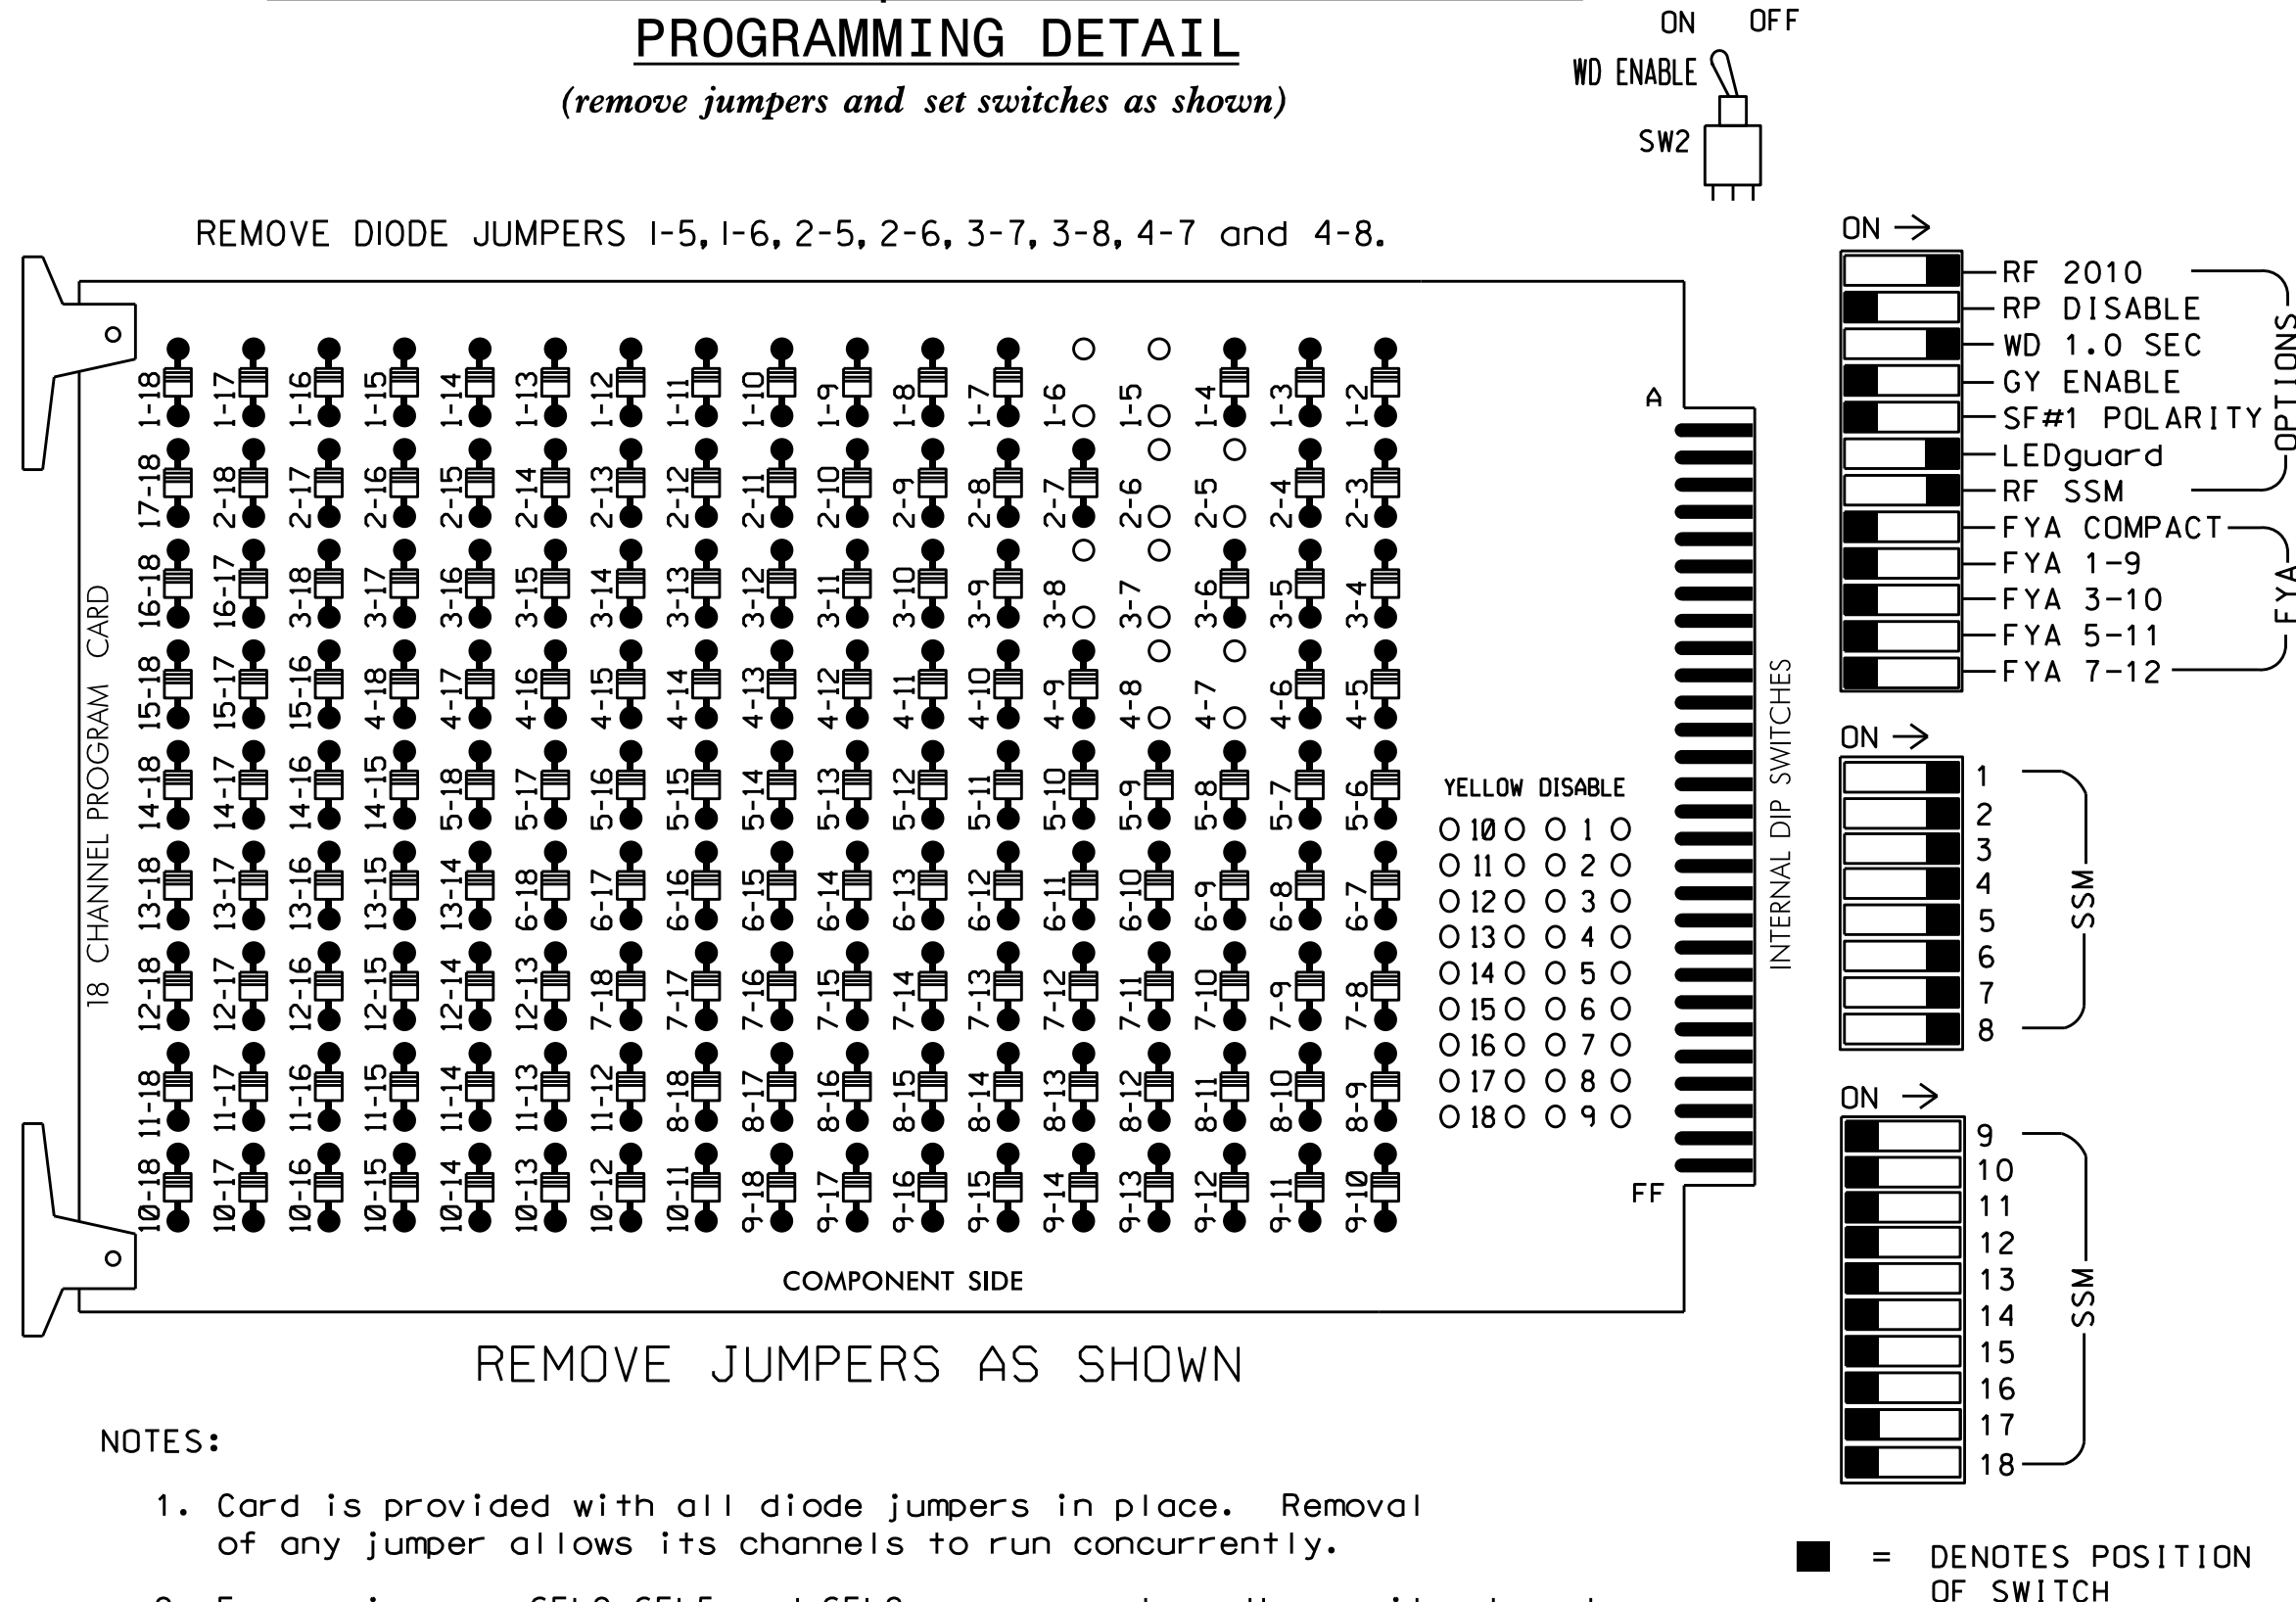 PROGRAMMING DETAIL
(remove jumpers and set switches as shown)
ON OFF
WD ENABLE
SW2
REMOVE DIODE JUMPERS 1-5, 1-6, 2-5, 2-6, 3-7, 3-8, 4-7 and 4-8.
18 CHANNEL PROGRAM CARD
1-18 1-17 1-16 1-15 1-14 1-13 1-12 1-11 1-10 1-9 1-8 1-7 1-6 1-5 1-4 1-3 1-2
17-18 2-18 2-17 2-16 2-15 2-14 2-13 2-12 2-11 2-10 2-9 2-8 2-7 2-6 2-5 2-4 2-3
16-18 16-17 3-18 3-17 3-16 3-15 3-14 3-13 3-12 3-11 3-10 3-9 3-8 3-7 3-6 3-5 3-4
15-18 15-17 15-16 4-18 4-17 4-16 4-15 4-14 4-13 4-12 4-11 4-10 4-9 4-8 4-7 4-6 4-5
14-18 14-17 14-16 14-15 5-18 5-17 5-16 5-15 5-14 5-13 5-12 5-11 5-10 5-9 5-8 5-7 5-6
13-18 13-17 13-16 13-15 13-14 6-18 6-17 6-16 6-15 6-14 6-13 6-12 6-11 6-10 6-9 6-8 6-7
12-18 12-17 12-16 12-15 12-14 12-13 7-18 7-17 7-16 7-15 7-14 7-13 7-12 7-11 7-10 7-9 7-8
11-18 11-17 11-16 11-15 11-14 11-13 11-12 8-18 8-17 8-16 8-15 8-14 8-13 8-12 8-11 8-10 8-9
10-18 10-17 10-16 10-15 10-14 10-13 10-12 10-11 9-18 9-17 9-16 9-15 9-14 9-13 9-12 9-11 9-10
YELLOW DISABLE
10 1
11 2
12 3
13 4
14 5
15 6
16 7
17 8
18 9
A
FF
COMPONENT SIDE
INTERNAL DIP SWITCHES
ON
RF 2010
RP DISABLE
WD 1.0 SEC
GY ENABLE
SF#1 POLARITY
LEDguard
RF SSM
OPTIONS
FYA COMPACT
FYA 1-9
FYA 3-10
FYA 5-11
FYA 7-12
FYA
ON
1
2
3
4
5
6
7
8
SSM
ON
9
10
11
12
13
14
15
16
17
18
SSM
REMOVE JUMPERS AS SHOWN
NOTES:
1. Card is provided with all diode jumpers in place. Removal
of any jumper allows its channels to run concurrently.
= DENOTES POSITION
OF SWITCH